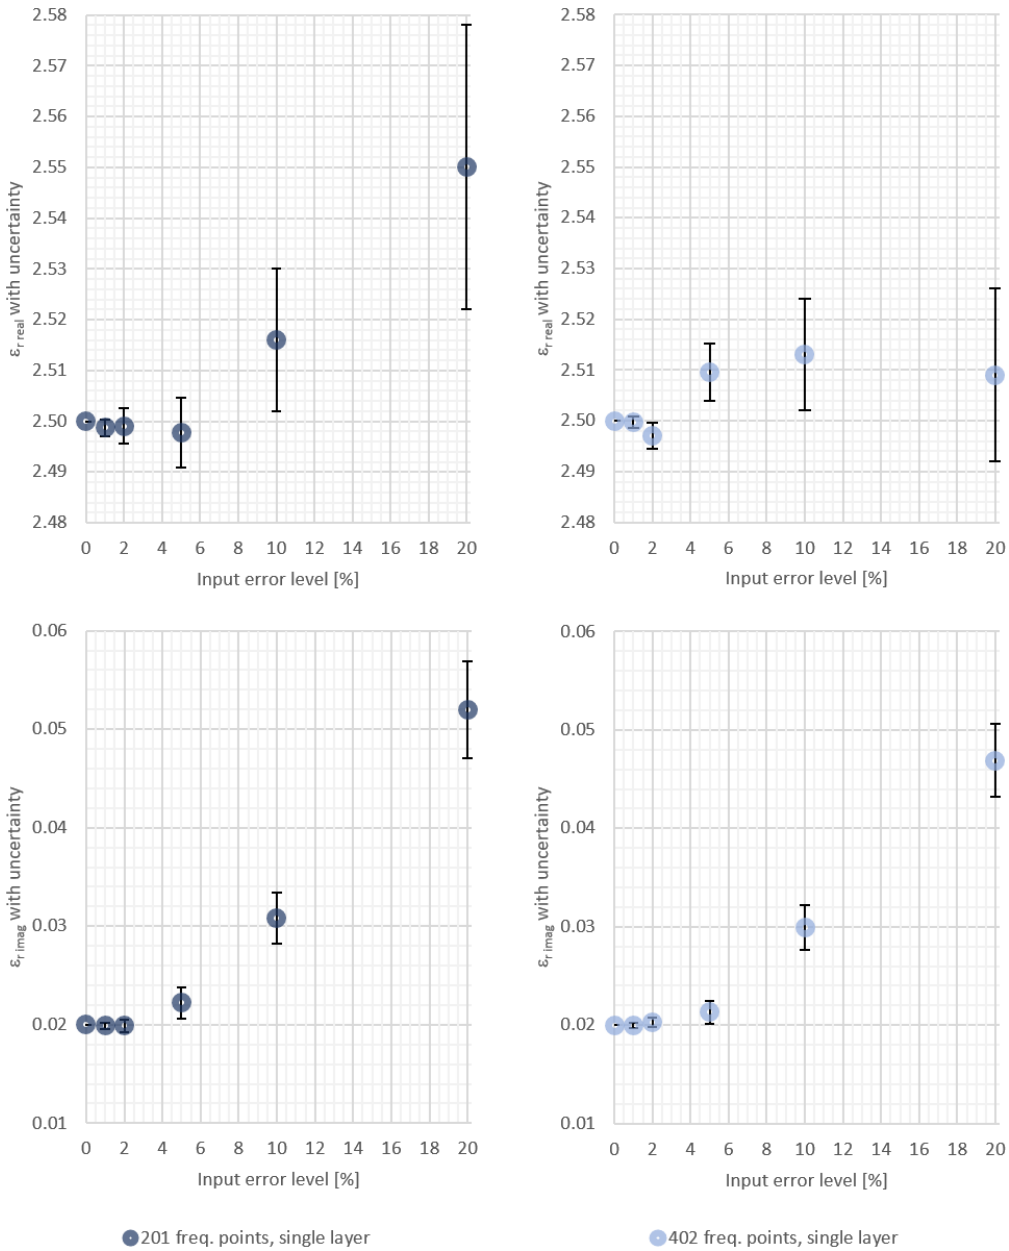 2.58
2.57
2.56
2.55
2.54
2.53
2.52
2.51
2.50
2.49
2.48
εr real with uncertainty
0 2 4 6 8 10 12 14 16 18 20
Input error level [%]
2.58
2.57
2.56
2.55
2.54
2.53
2.52
2.51
2.50
2.49
2.48
εr real with uncertainty
0 2 4 6 8 10 12 14 16 18 20
Input error level [%]
0.06
0.05
0.04
0.03
0.02
0.01
εr imag with uncertainty
0 2 4 6 8 10 12 14 16 18 20
Input error level [%]
0.06
0.05
0.04
0.03
0.02
0.01
εr imag with uncertainty
0 2 4 6 8 10 12 14 16 18 20
Input error level [%]
201 freq. points, single layer
402 freq. points, single layer